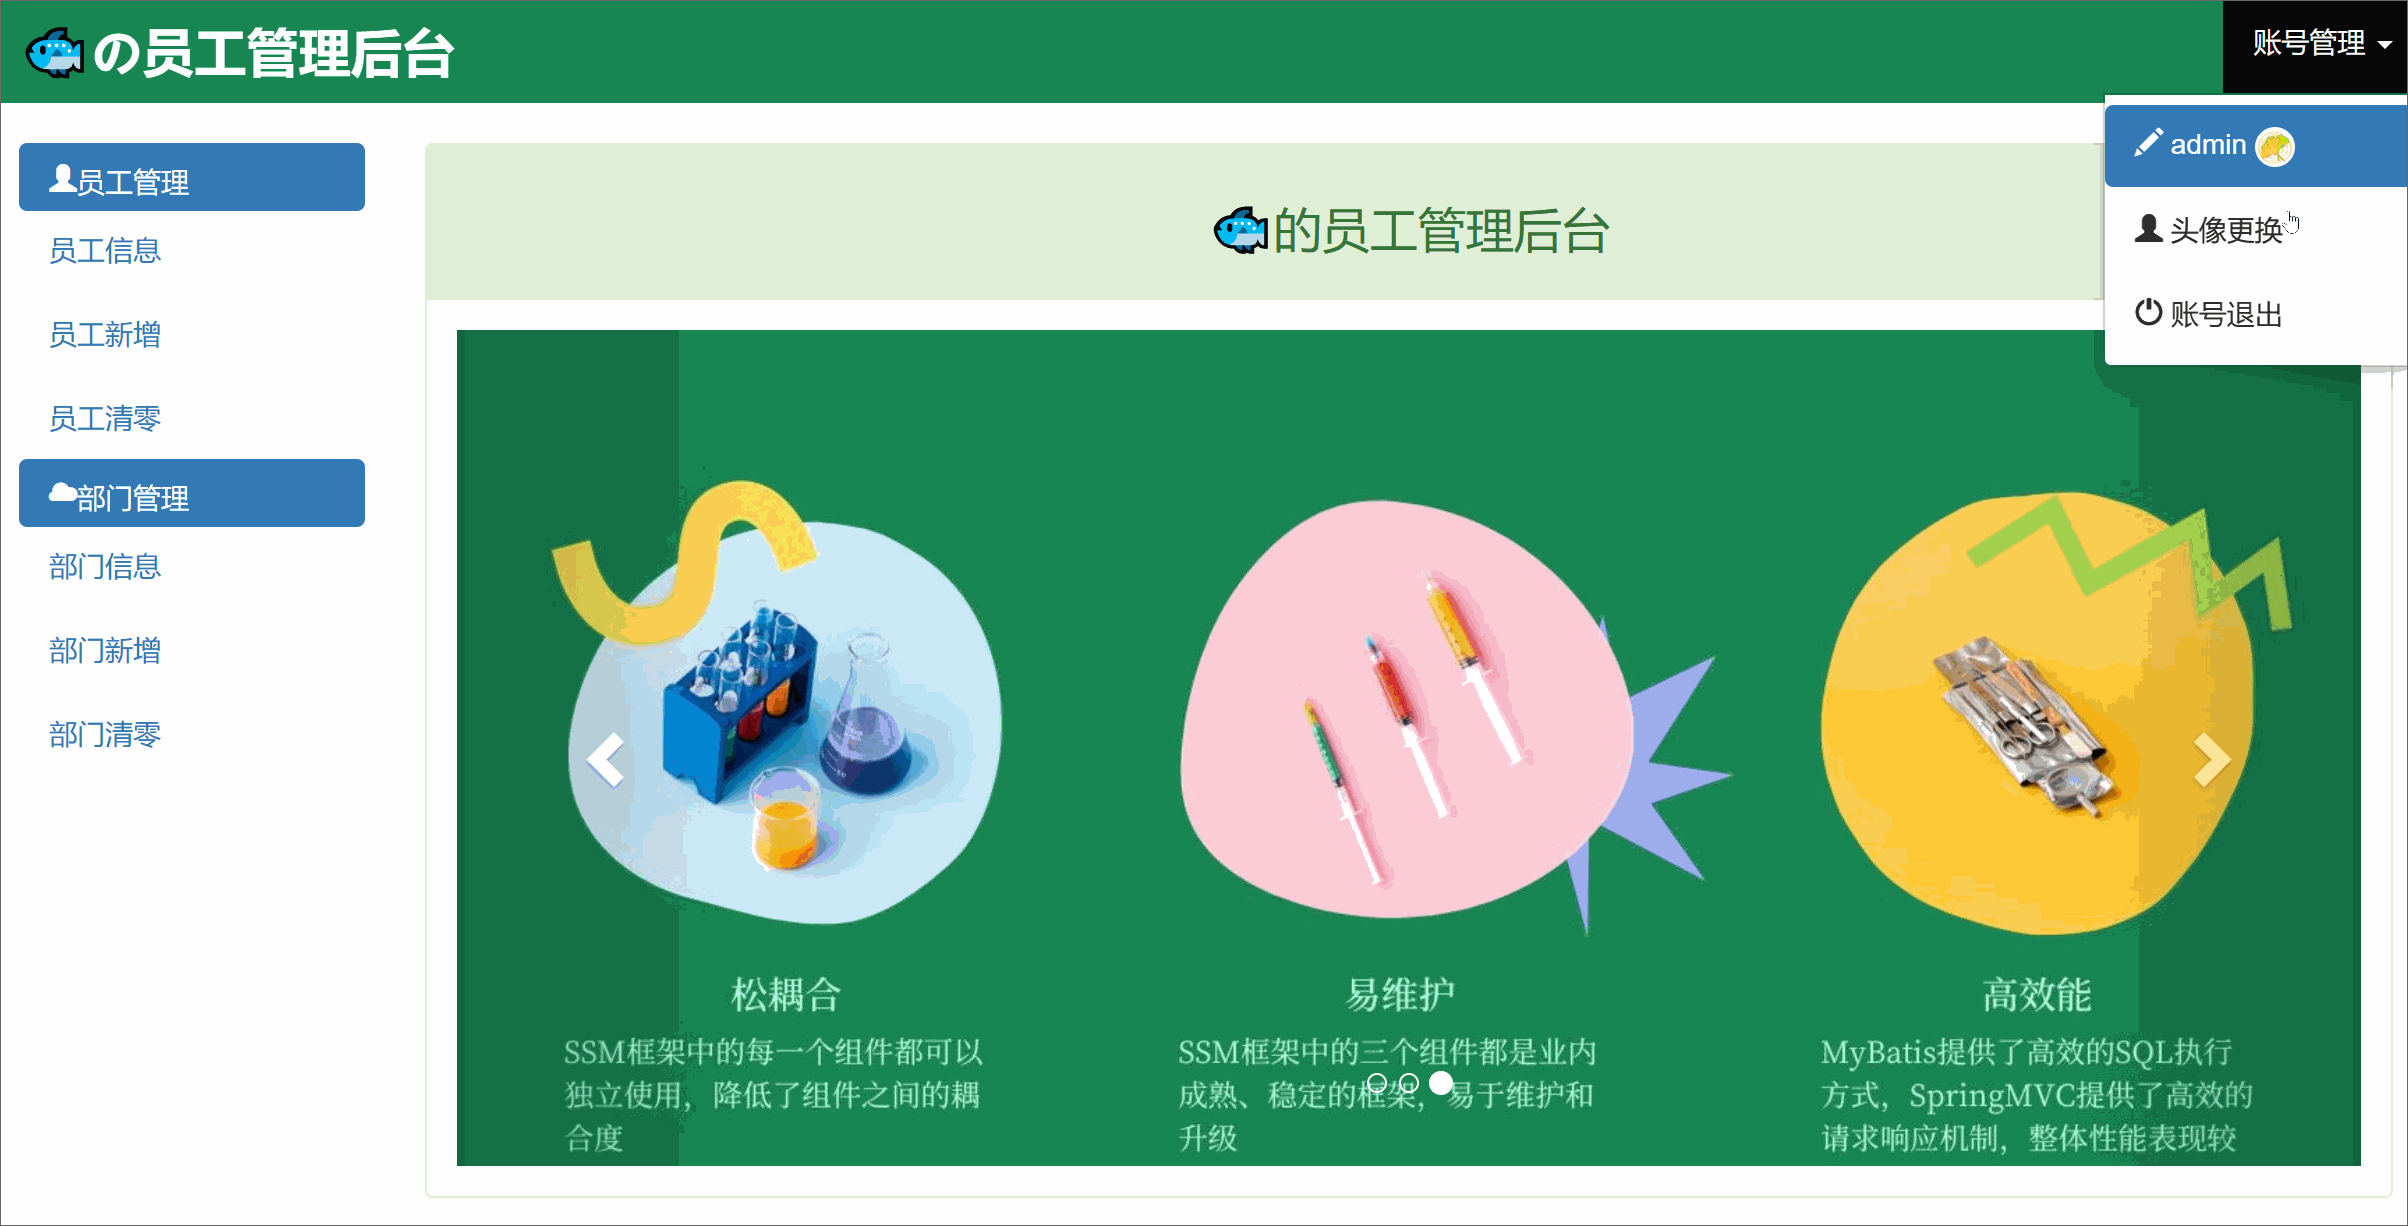 の员工管理后台
账号管理
admin
头像更换
账号退出
员工管理
员工信息
员工新增
员工清零
部门管理
部门信息
部门新增
部门清零
的员工管理后台
松耦合
SSM框架中的每一个组件都可以
独立使用，降低了组件之间的耦
合度
易维护
SSM框架中的三个组件都是业内
成熟、稳定的框架，易于维护和
升级
高效能
MyBatis提供了高效的SQL执行
方式，SpringMVC提供了高效的
请求响应机制，整体性能表现较